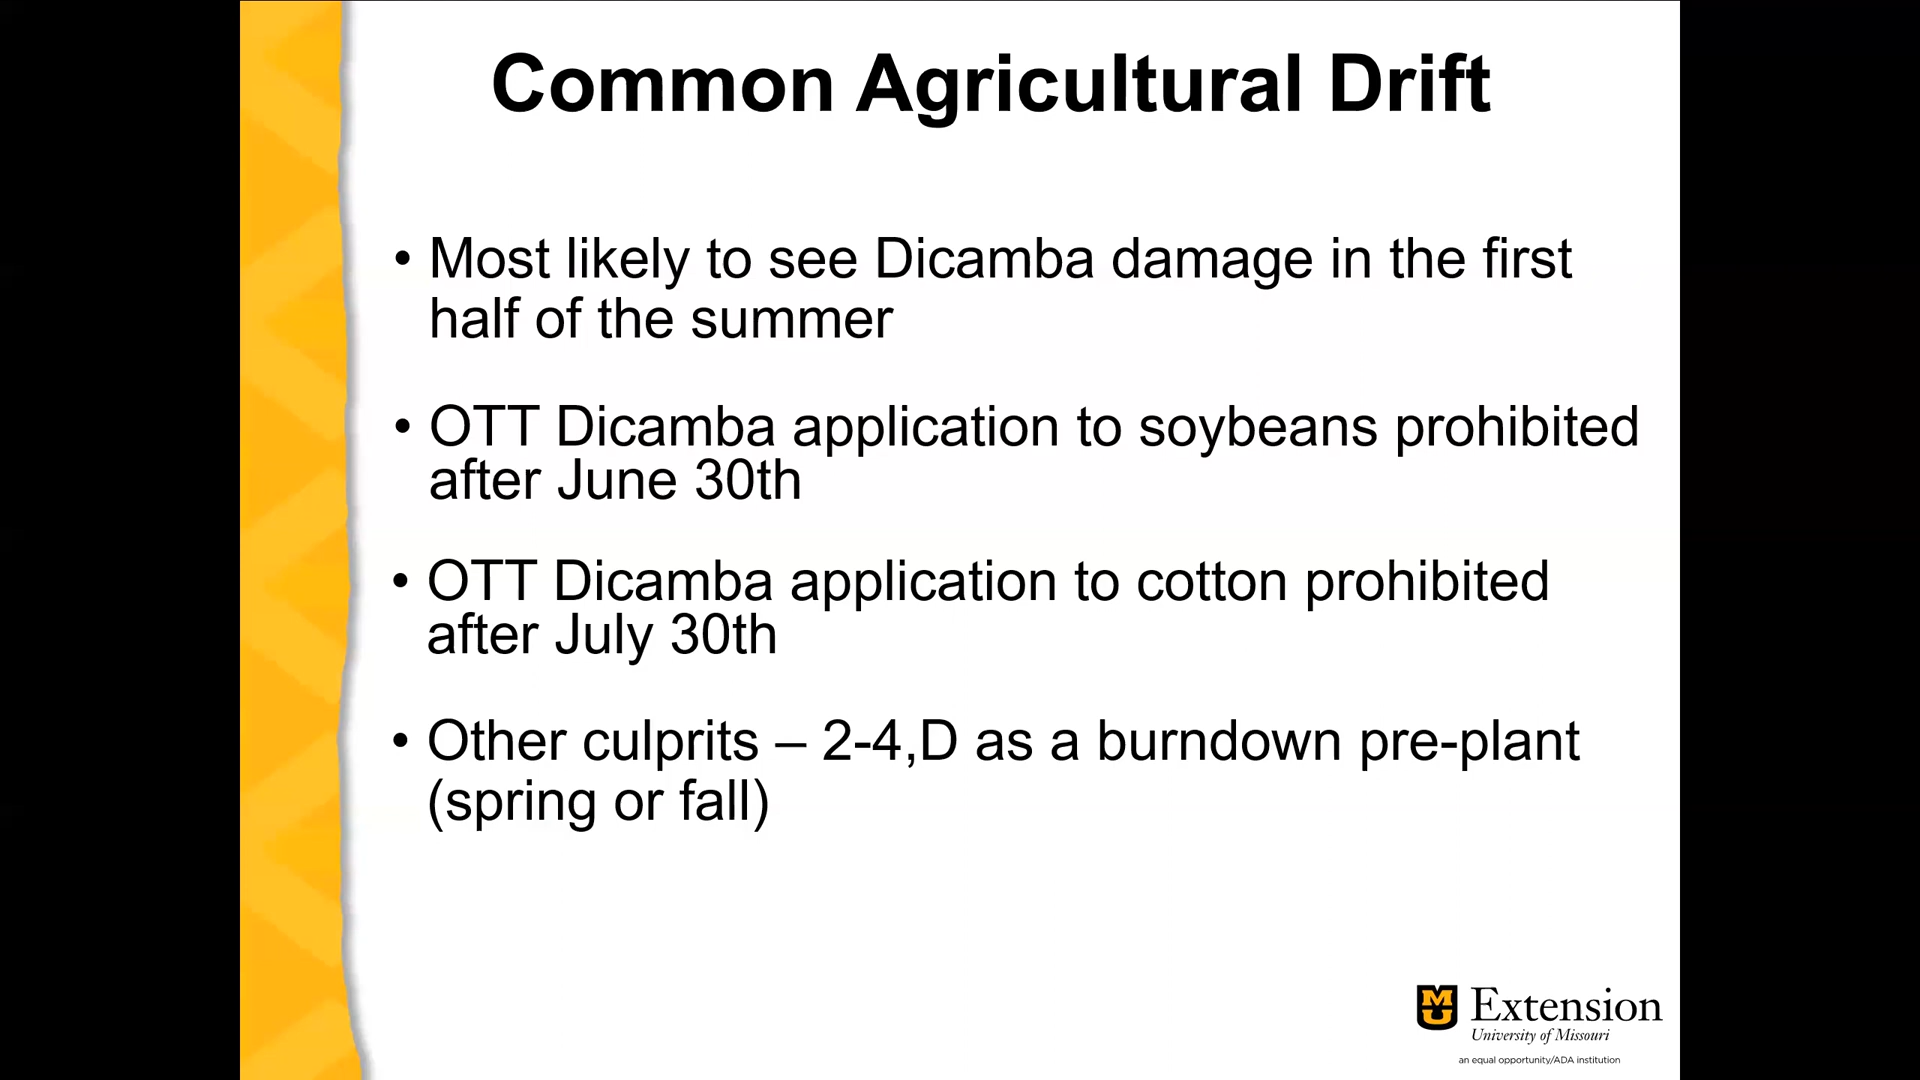 Common Agricultural Drift
• Most likely to see Dicamba damage in the first
half of the summer
• OTT Dicamba application to soybeans prohibited
after June 30th
• OTT Dicamba application to cotton prohibited
after July 30th
• Other culprits – 2-4,D as a burndown pre-plant
(spring or fall)
MU Extension
University of Missouri
an equal opportunity/ADA institution